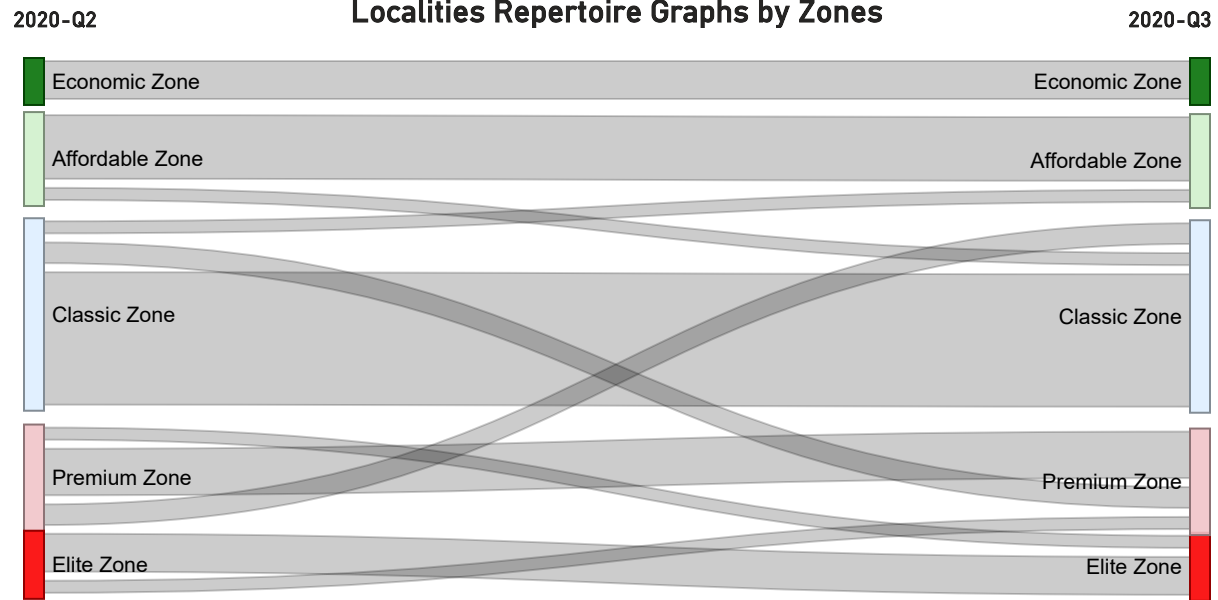 Localities Repertoire Graphs by Zones
2020-Q2 2020-Q3
Economic Zone Economic Zone
Affordable Zone Affordable Zone
Classic Zone Classic Zone
Premium Zone Premium Zone
Elite Zone Elite Zone